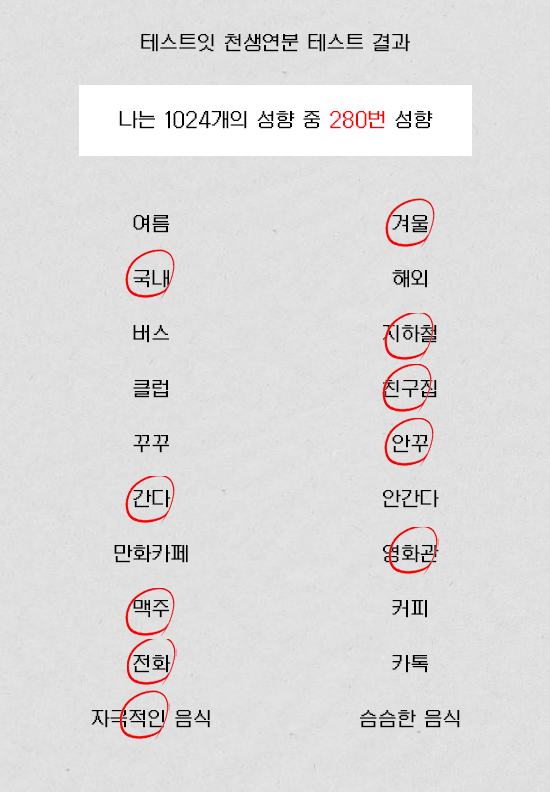 테스트잇 천생연분 테스트 결과
나는 1024개의 성향 중 280번 성향
여름 겨울
국내 해외
버스 지하철
클럽 친구집
꾸꾸 안꾸
간다 안간다
만화카페 영화관
맥주 커피
전화 카톡
자극적인 음식 슴슴한 음식